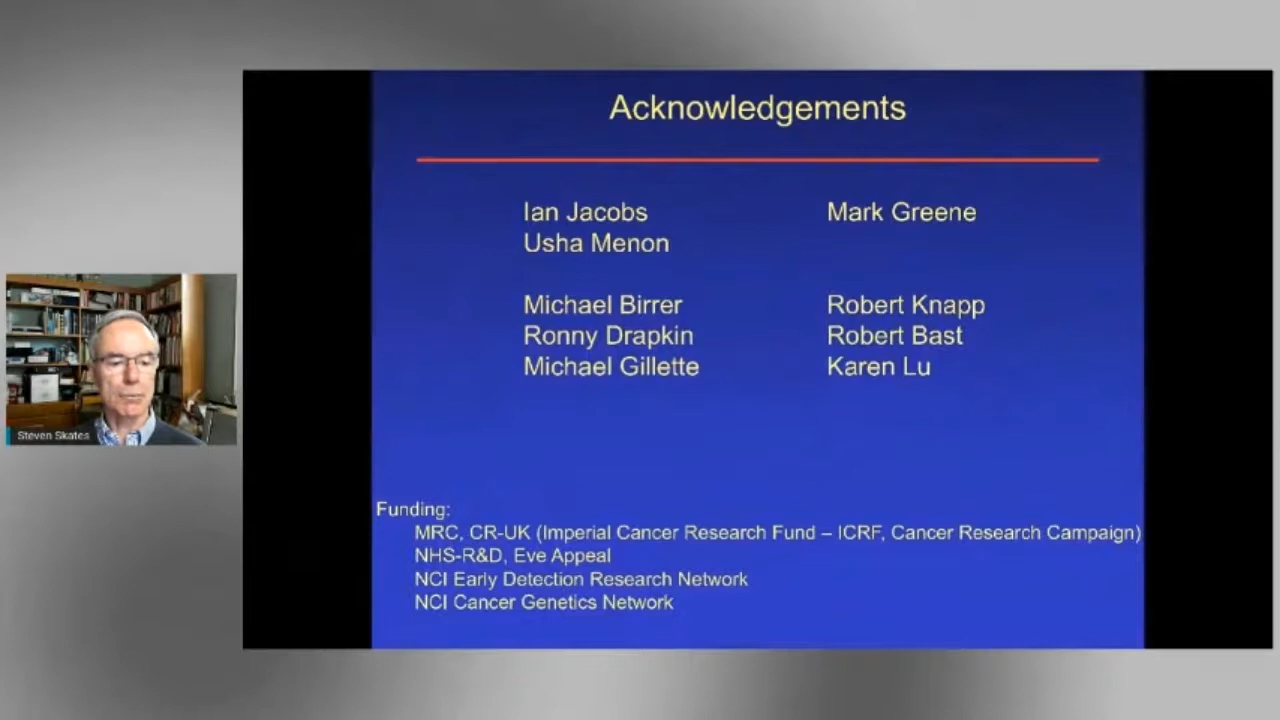 Acknowledgements
Ian Jacobs
Mark Greene
Usha Menon
Michael Birrer
Robert Knapp
Ronny Drapkin
Robert Bast
Michael Gillette
Karen Lu
Steven Skates
Funding:
MRC, CR-UK (Imperial Cancer Research Fund – ICRF, Cancer Research Campaign)
NHS-R&D, Eve Appeal
NCI Early Detection Research Network
NCI Cancer Genetics Network